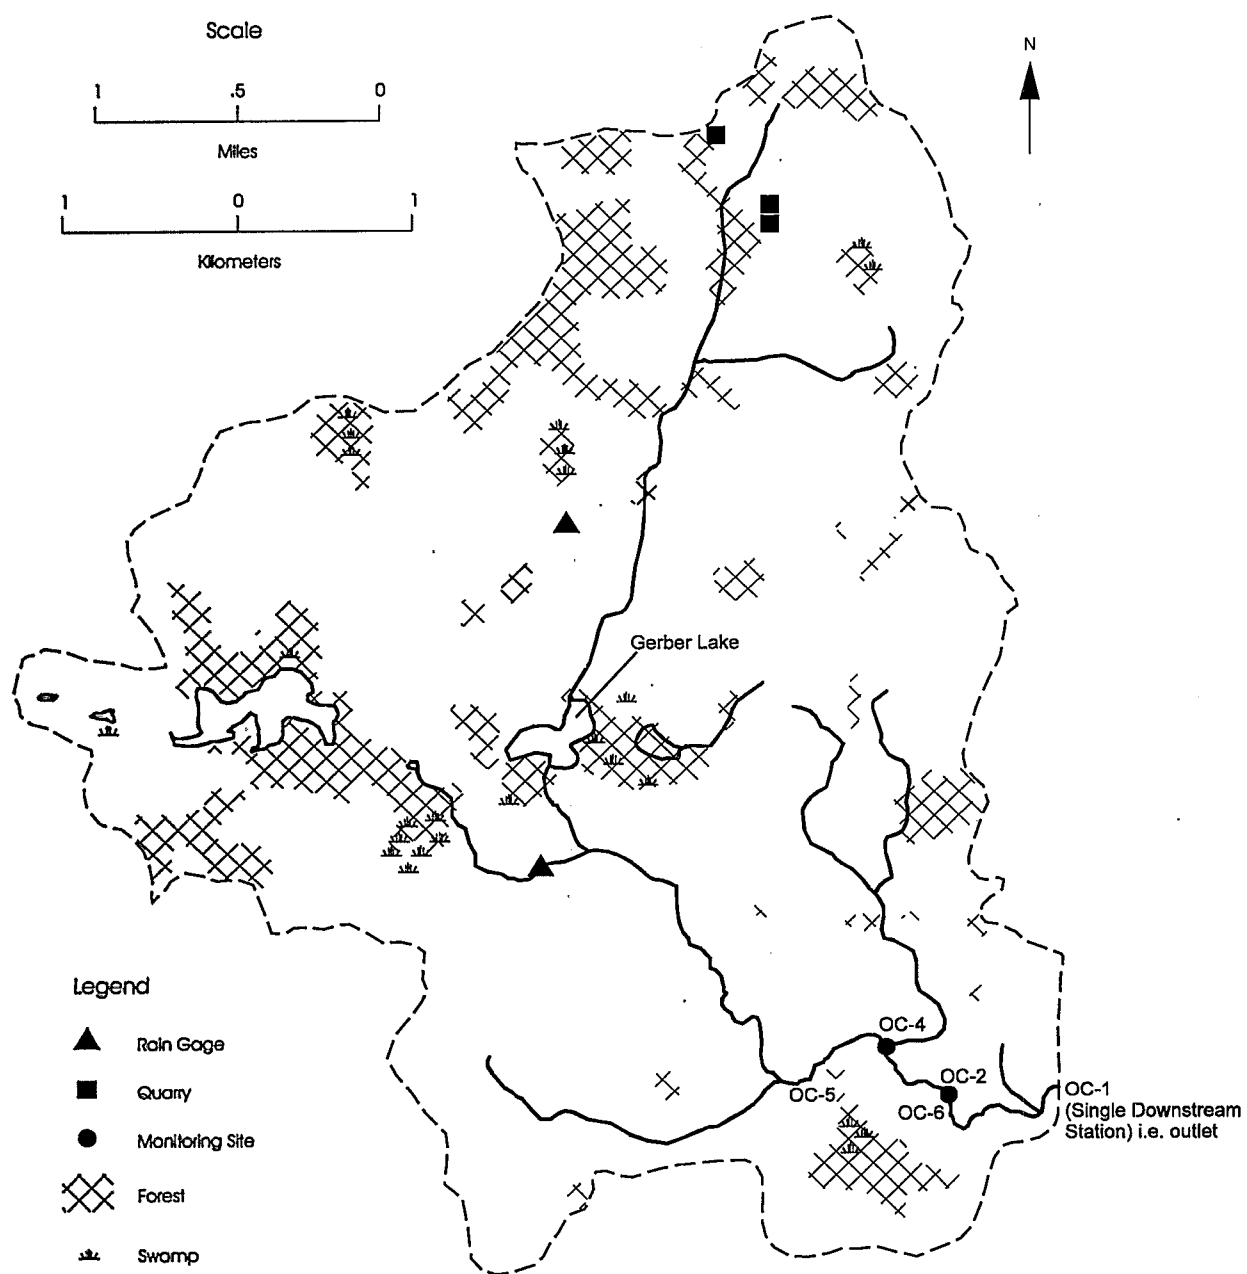 Scale
1 .5 0
Miles
1 0 1
Kilometers
N
Gerber Lake
Legend
Rain Gage
Quarry
Monitoring Site
Forest
Swamp
OC-4
OC-2
OC-5
OC-6
OC-1
(Single Downstream
Station) i.e. outlet